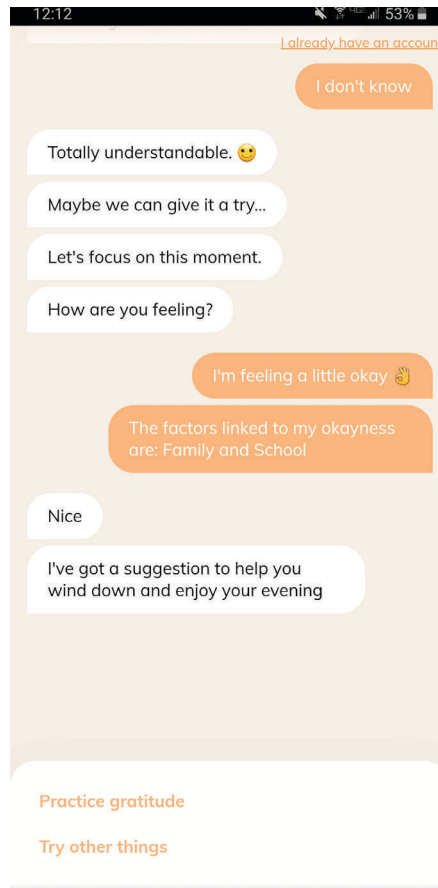 12:12
53%
I already have an accoun
I don't know
Totally understandable. 🙂
Maybe we can give it a try...
Let's focus on this moment.
How are you feeling?
I'm feeling a little okay 👌
The factors linked to my okayness
are: Family and School
Nice
I've got a suggestion to help you
wind down and enjoy your evening
Practice gratitude
Try other things